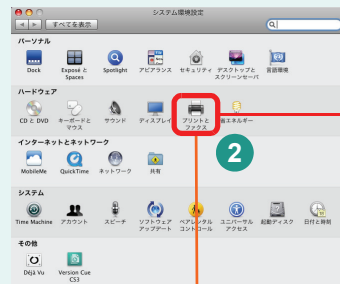 システム環境設定
すべてを表示
パーソナル
Dock
Exposé と
Spaces
Spotlight
アピアランス
セキュリティ
デスクトップと
スクリーンセーバ
言語環境
ハードウェア
CD と DVD
キーボードと
マウス
サウンド
ディスプレイ
プリントと
ファクス
省エネルギー
2
インターネットとネットワーク
MobileMe
QuickTime
ネットワーク
共有
システム
Time Machine
アカウント
スピーチ
ソフトウェア
アップデート
ペアレンタル
コントロール
ユニバーサル
アクセス
起動ディスク
日付と時刻
その他
Déjà Vu
Version Cue
CS3